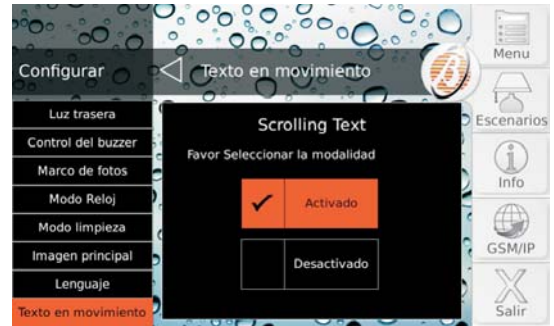 Configurar
Texto en movimiento
Luz trasera
Control del buzzer
Marco de fotos
Modo Reloj
Modo limpieza
Imagen principal
Lenguaje
Texto en movimiento
Scrolling Text
Favor Seleccionar la modalidad
Activado
Desactivado
Menu
Escenarios
Info
GSM/IP
Salir